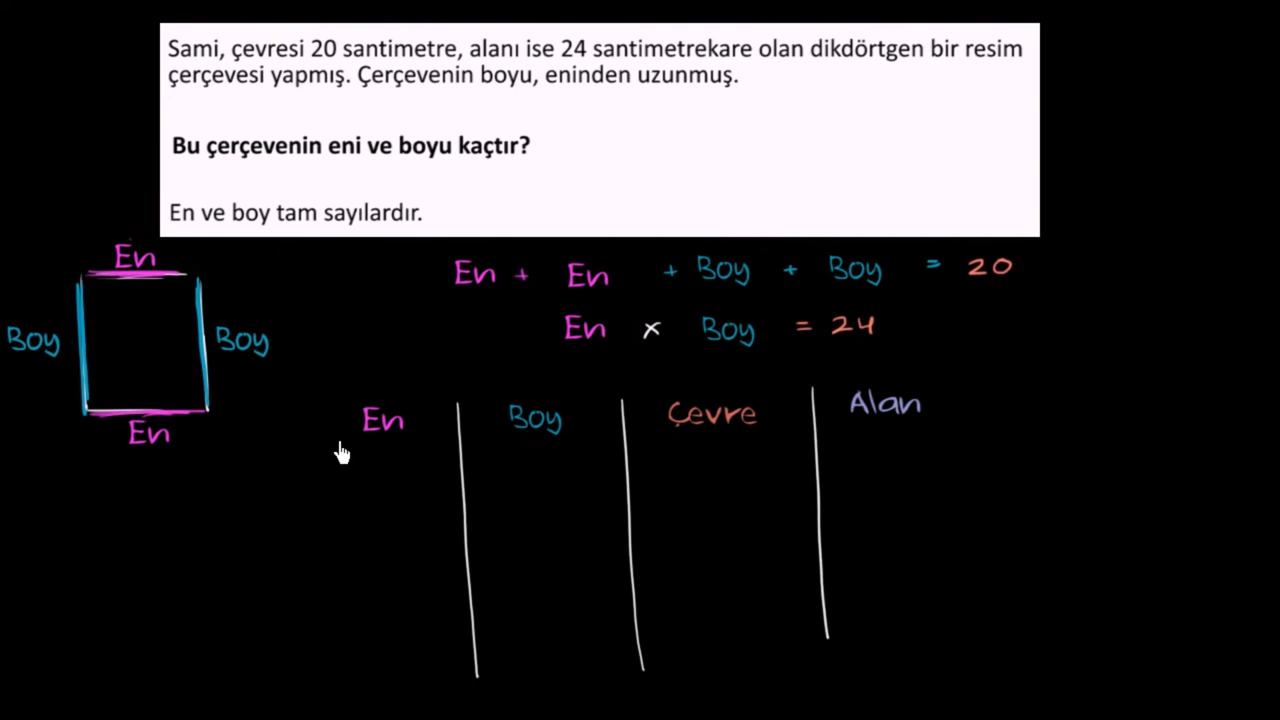 Sami, çevresi 20 santimetre, alanı ise 24 santimetrekare olan dikdörtgen bir resim
çerçevesi yapmış. Çerçevenin boyu, eninden uzunmuş.
Bu çerçevenin eni ve boyu kaçtır?
En ve boy tam sayılardır.
En
Boy
Boy
En
En + En + Boy + Boy = 20
En × Boy = 24
En Boy Çevre Alan